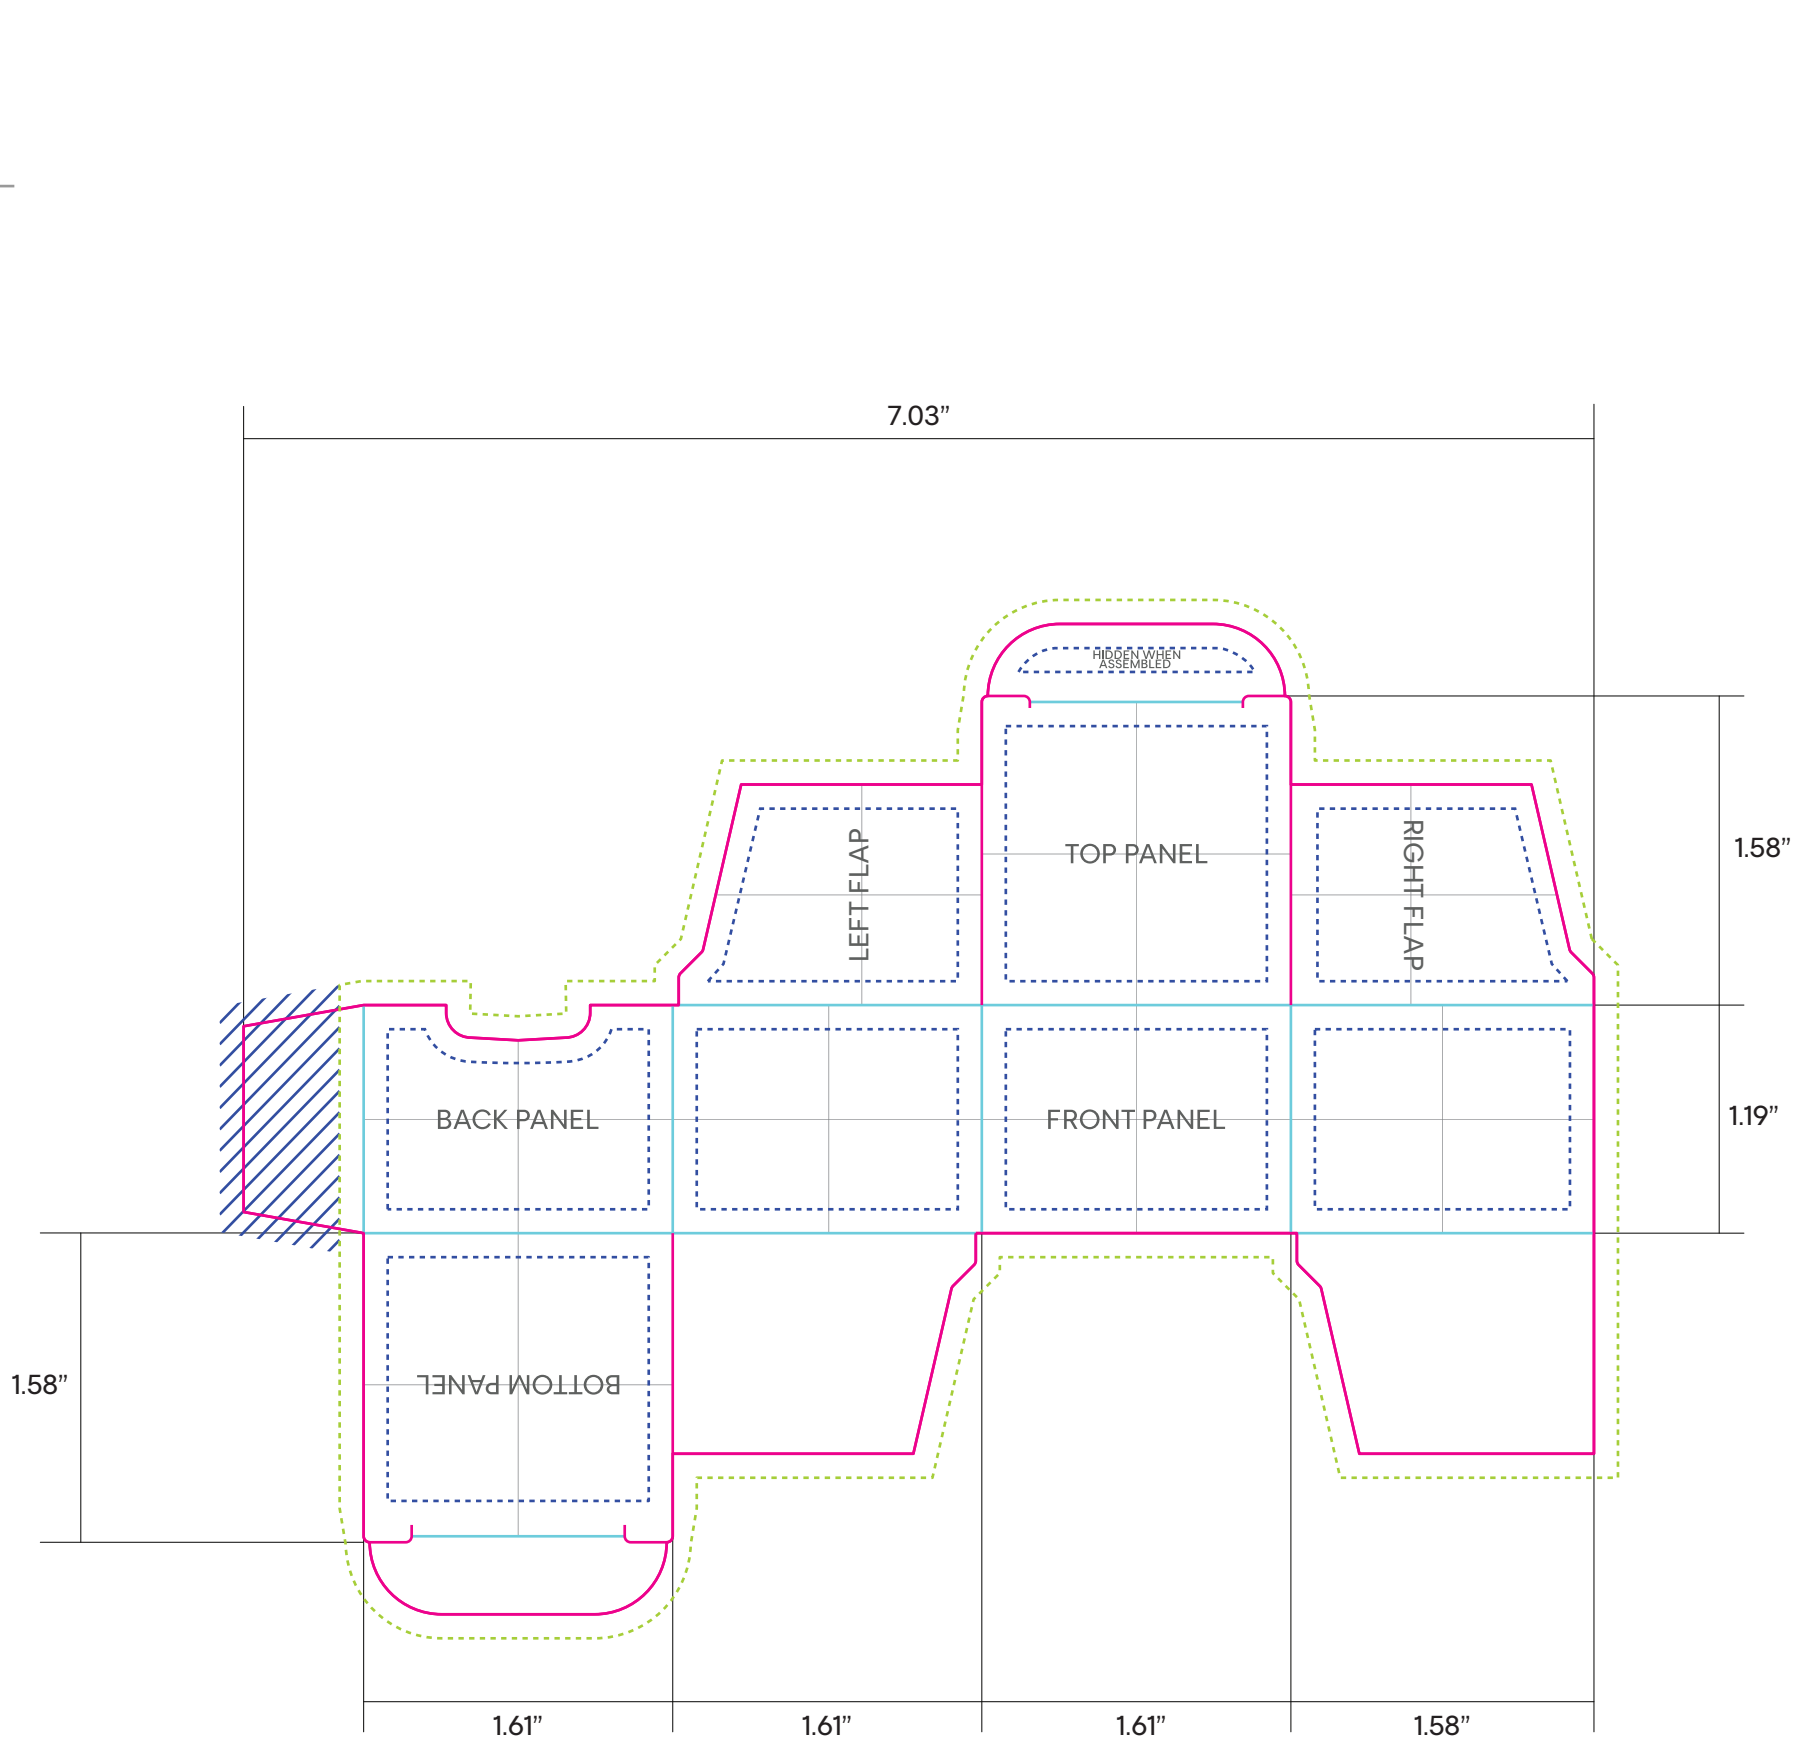 7.03”
HIDDEN WHEN
ASSEMBLED
TOP PANEL
LEFT FLAP
RIGHT FLAP
1.58”
BACK PANEL
FRONT PANEL
1.19”
BOTTOM PANEL
1.58”
1.61”
1.61”
1.61”
1.58”